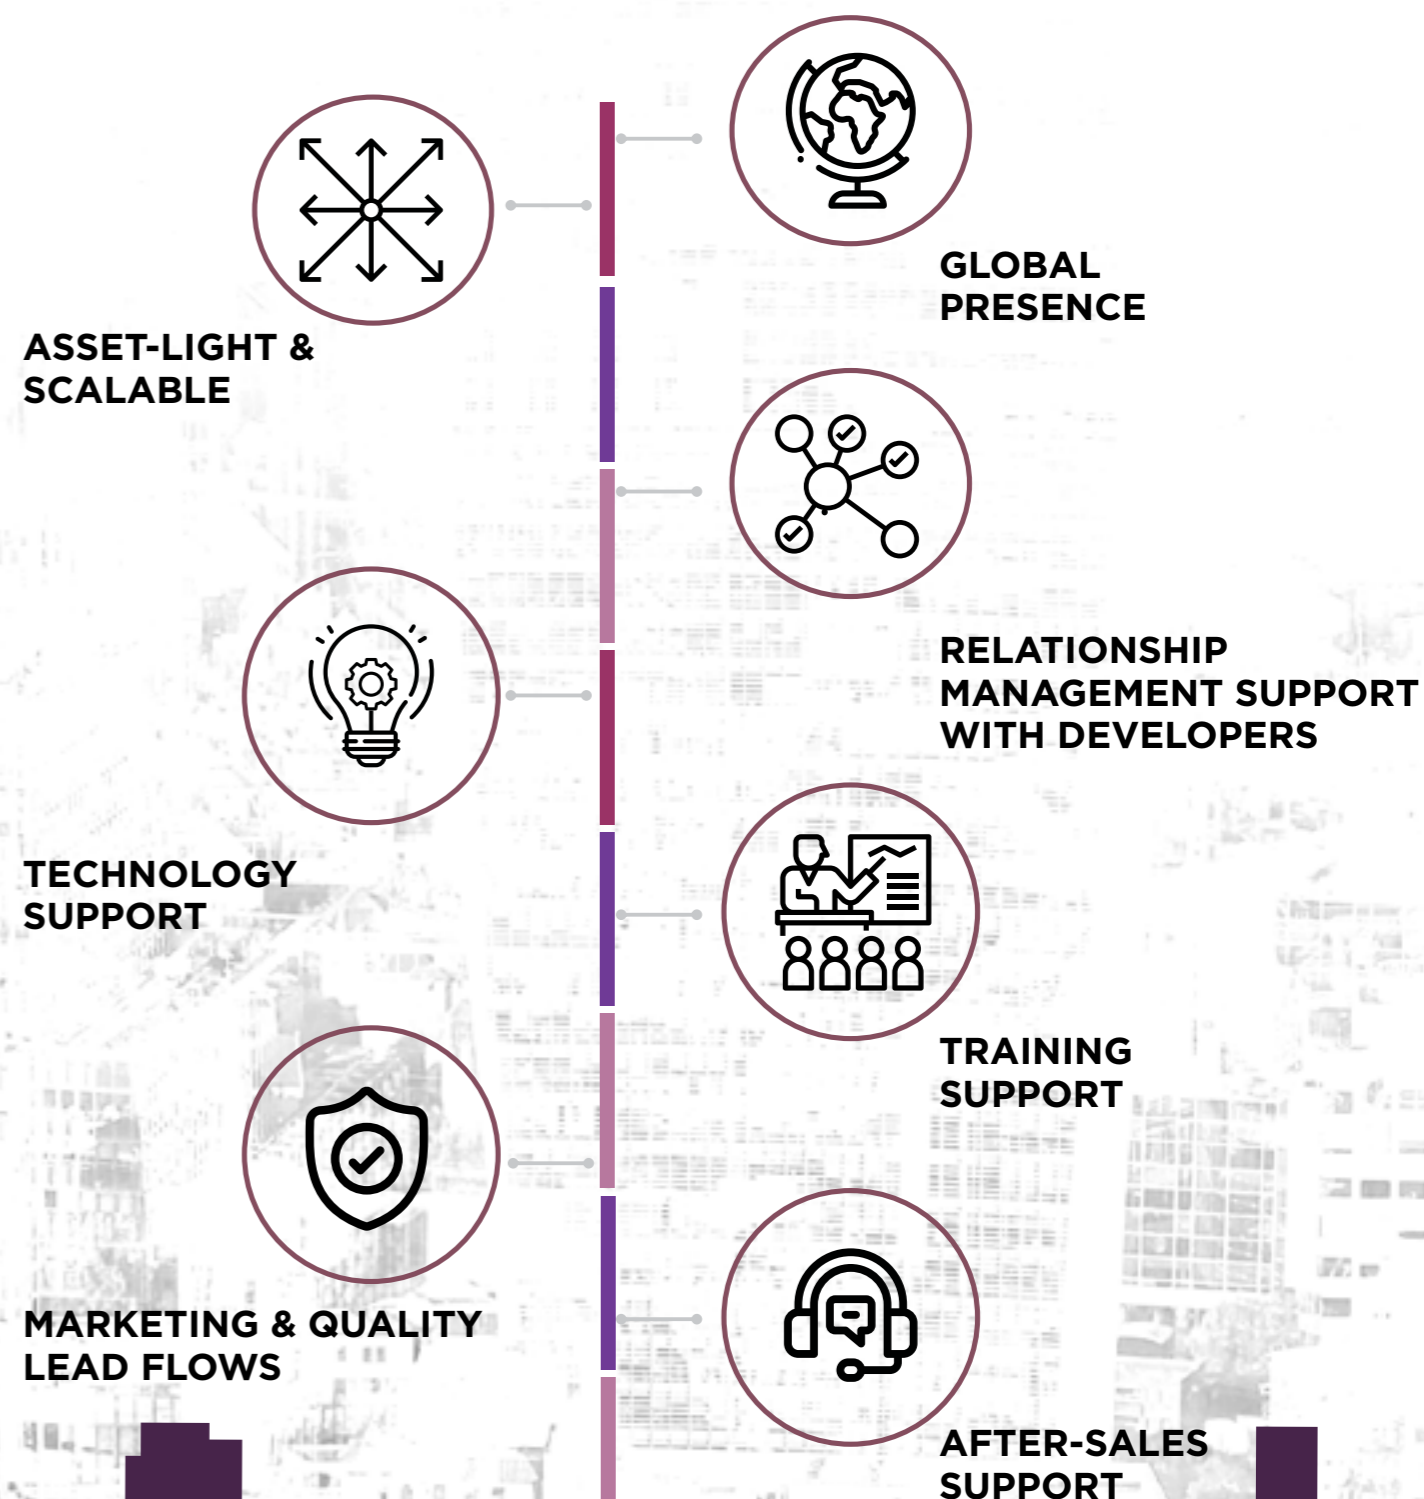 GLOBAL
PRESENCE
ASSET-LIGHT &
SCALABLE
RELATIONSHIP
MANAGEMENT SUPPORT
WITH DEVELOPERS
TECHNOLOGY
SUPPORT
TRAINING
SUPPORT
MARKETING & QUALITY
LEAD FLOWS
AFTER-SALES
SUPPORT